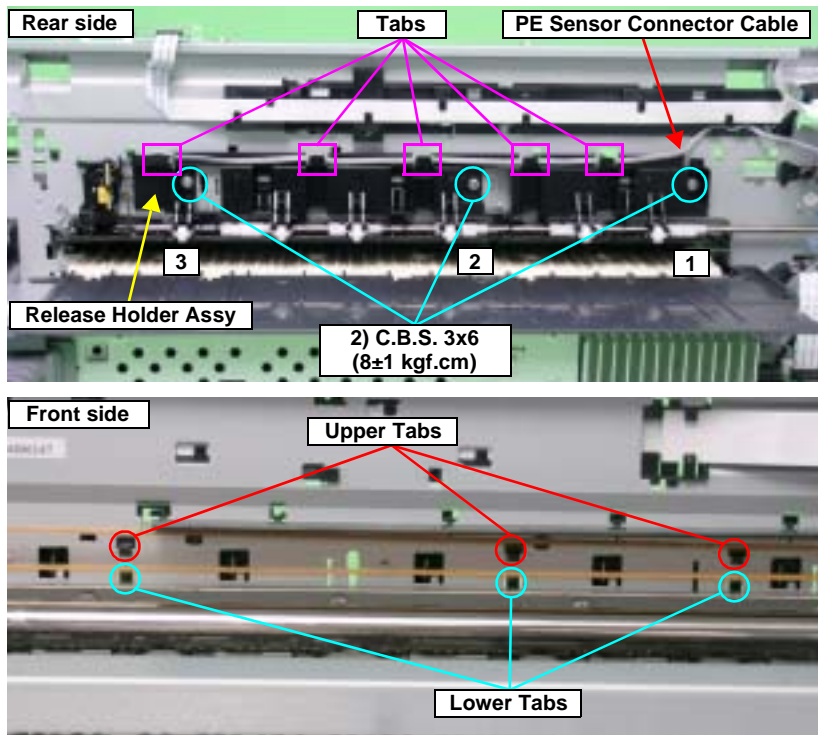 Rear side
Tabs
PE Sensor Connector Cable
3
2
1
Release Holder Assy
2) C.B.S. 3x6
(8±1 kgf.cm)
Front side
Upper Tabs
Lower Tabs